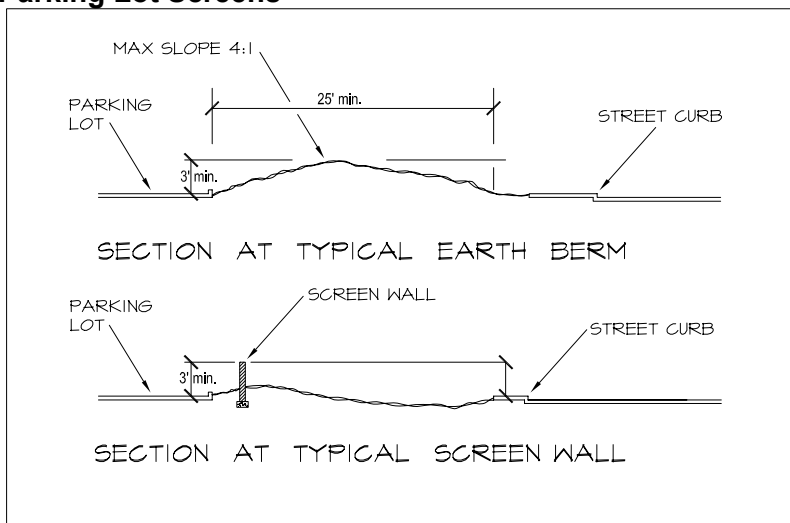 Parking Lot Screens
MAX SLOPE 4:1
25' min.
PARKING
LOT
STREET CURB
3' min.
SECTION AT TYPICAL EARTH BERM
SCREEN WALL
PARKING
LOT
STREET CURB
3' min.
SECTION AT TYPICAL SCREEN WALL